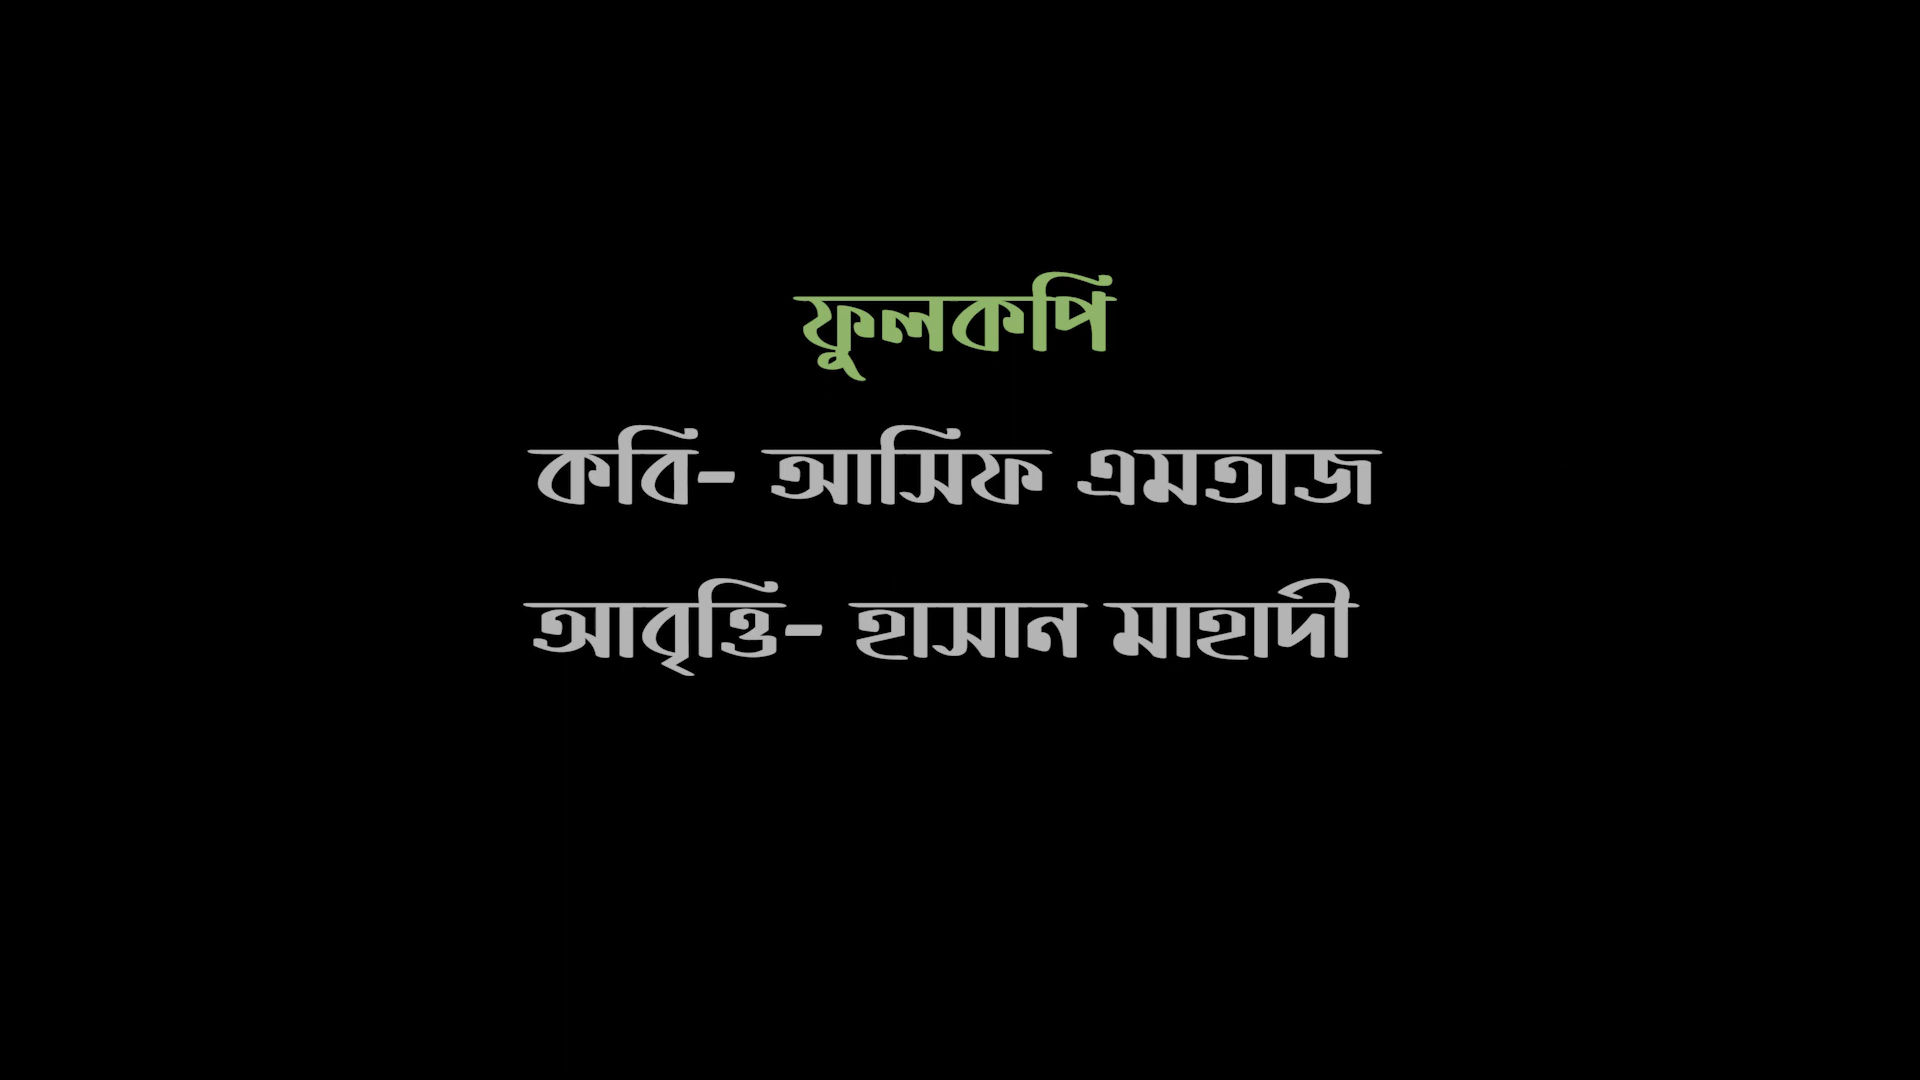 ফুলকপি
কবি- আসিফ এমতাজ
আবৃত্তি- হাসান মাহাদী